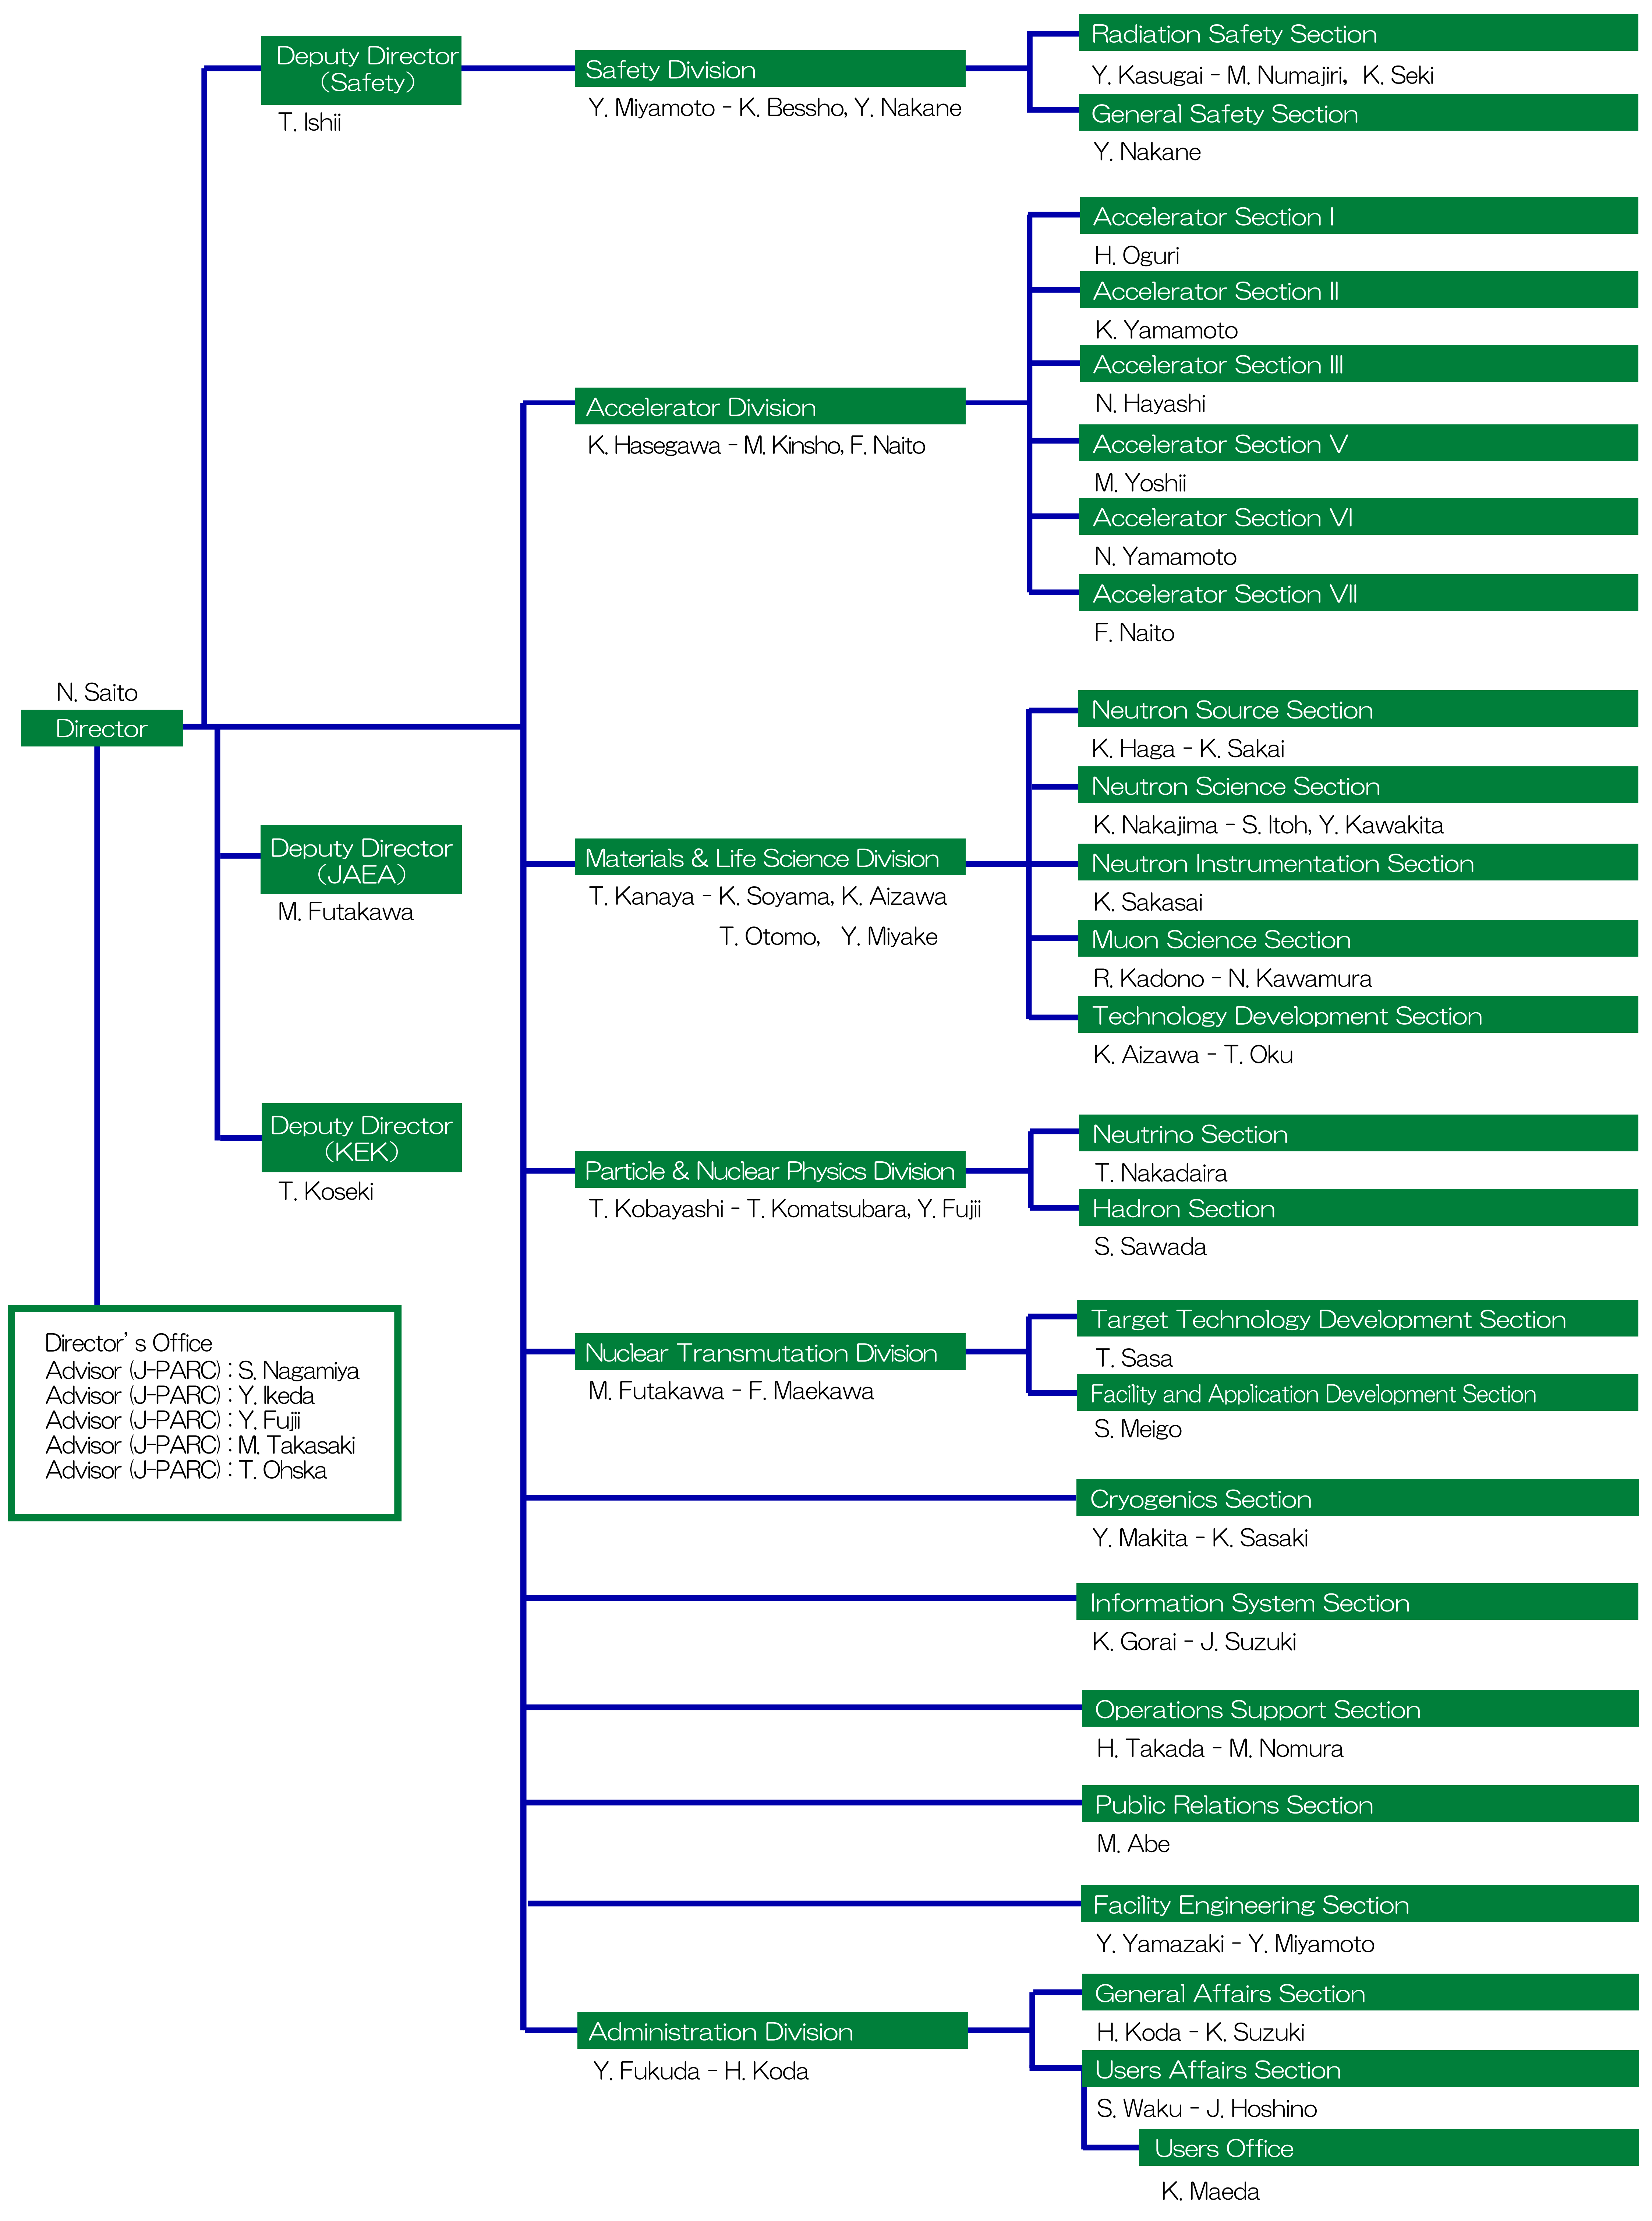 Deputy Director
(Safety)
T. Ishii
Safety Division
Y. Miyamoto - K. Bessho, Y. Nakane
Radiation Safety Section
Y. Kasugai - M. Numajiri, K. Seki
General Safety Section
Y. Nakane
Accelerator Division
K. Hasegawa - M. Kinsho, F. Naito
Accelerator Section I
H. Oguri
Accelerator Section II
K. Yamamoto
Accelerator Section III
N. Hayashi
Accelerator Section V
M. Yoshii
Accelerator Section VI
N. Yamamoto
Accelerator Section VII
F. Naito
N. Saito
Director
Deputy Director
(JAEA)
M. Futakawa
Deputy Director
(KEK)
T. Koseki
Materials & Life Science Division
T. Kanaya - K. Soyama, K. Aizawa
T. Otomo, Y. Miyake
Neutron Source Section
K. Haga - K. Sakai
Neutron Science Section
K. Nakajima - S. Itoh, Y. Kawakita
Neutron Instrumentation Section
K. Sakasai
Muon Science Section
R. Kadono - N. Kawamura
Technology Development Section
K. Aizawa - T. Oku
Particle & Nuclear Physics Division
T. Kobayashi - T. Komatsubara, Y. Fujii
Neutrino Section
T. Nakadaira
Hadron Section
S. Sawada
Director's Office
Advisor (J-PARC) : S. Nagamiya
Advisor (J-PARC) : Y. Ikeda
Advisor (J-PARC) : Y. Fujii
Advisor (J-PARC) : M. Takasaki
Advisor (J-PARC) : T. Ohska
Nuclear Transmutation Division
M. Futakawa - F. Maekawa
Target Technology Development Section
T. Sasa
Facility and Application Development Section
S. Meigo
Cryogenics Section
Y. Makita - K. Sasaki
Information System Section
K. Gorai - J. Suzuki
Operations Support Section
H. Takada - M. Nomura
Public Relations Section
M. Abe
Facility Engineering Section
Y. Yamazaki - Y. Miyamoto
Administration Division
Y. Fukuda - H. Koda
General Affairs Section
H. Koda - K. Suzuki
Users Affairs Section
S. Waku - J. Hoshino
Users Office
K. Maeda